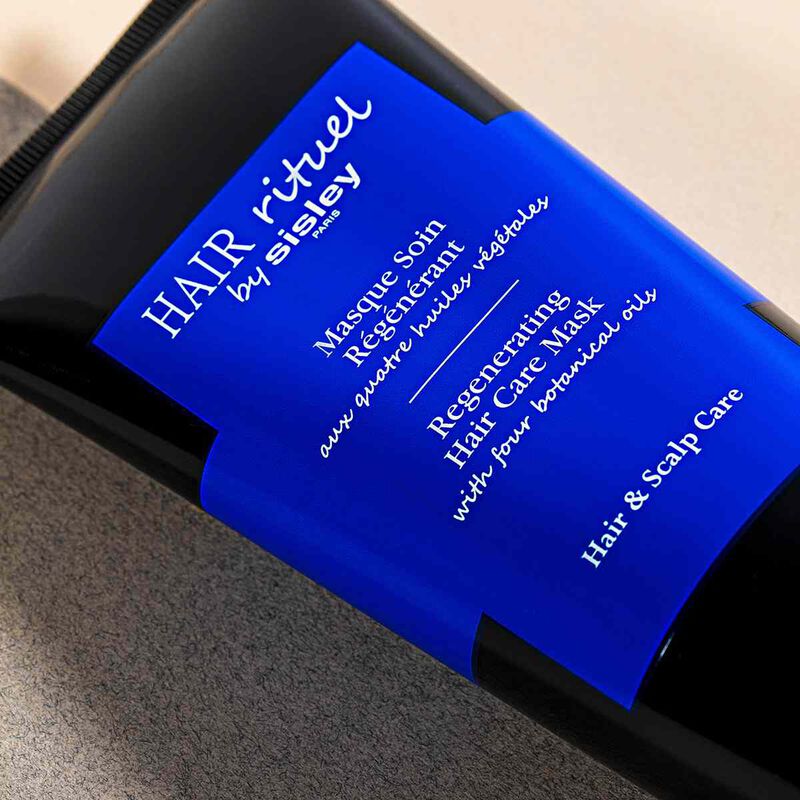 HAIR rituel
by sisley
PARIS
Masque Soin
Régénérant
aux quatre huiles végétales
Regenerating
Hair Care Mask
with four botanical oils
Hair & Scalp Care